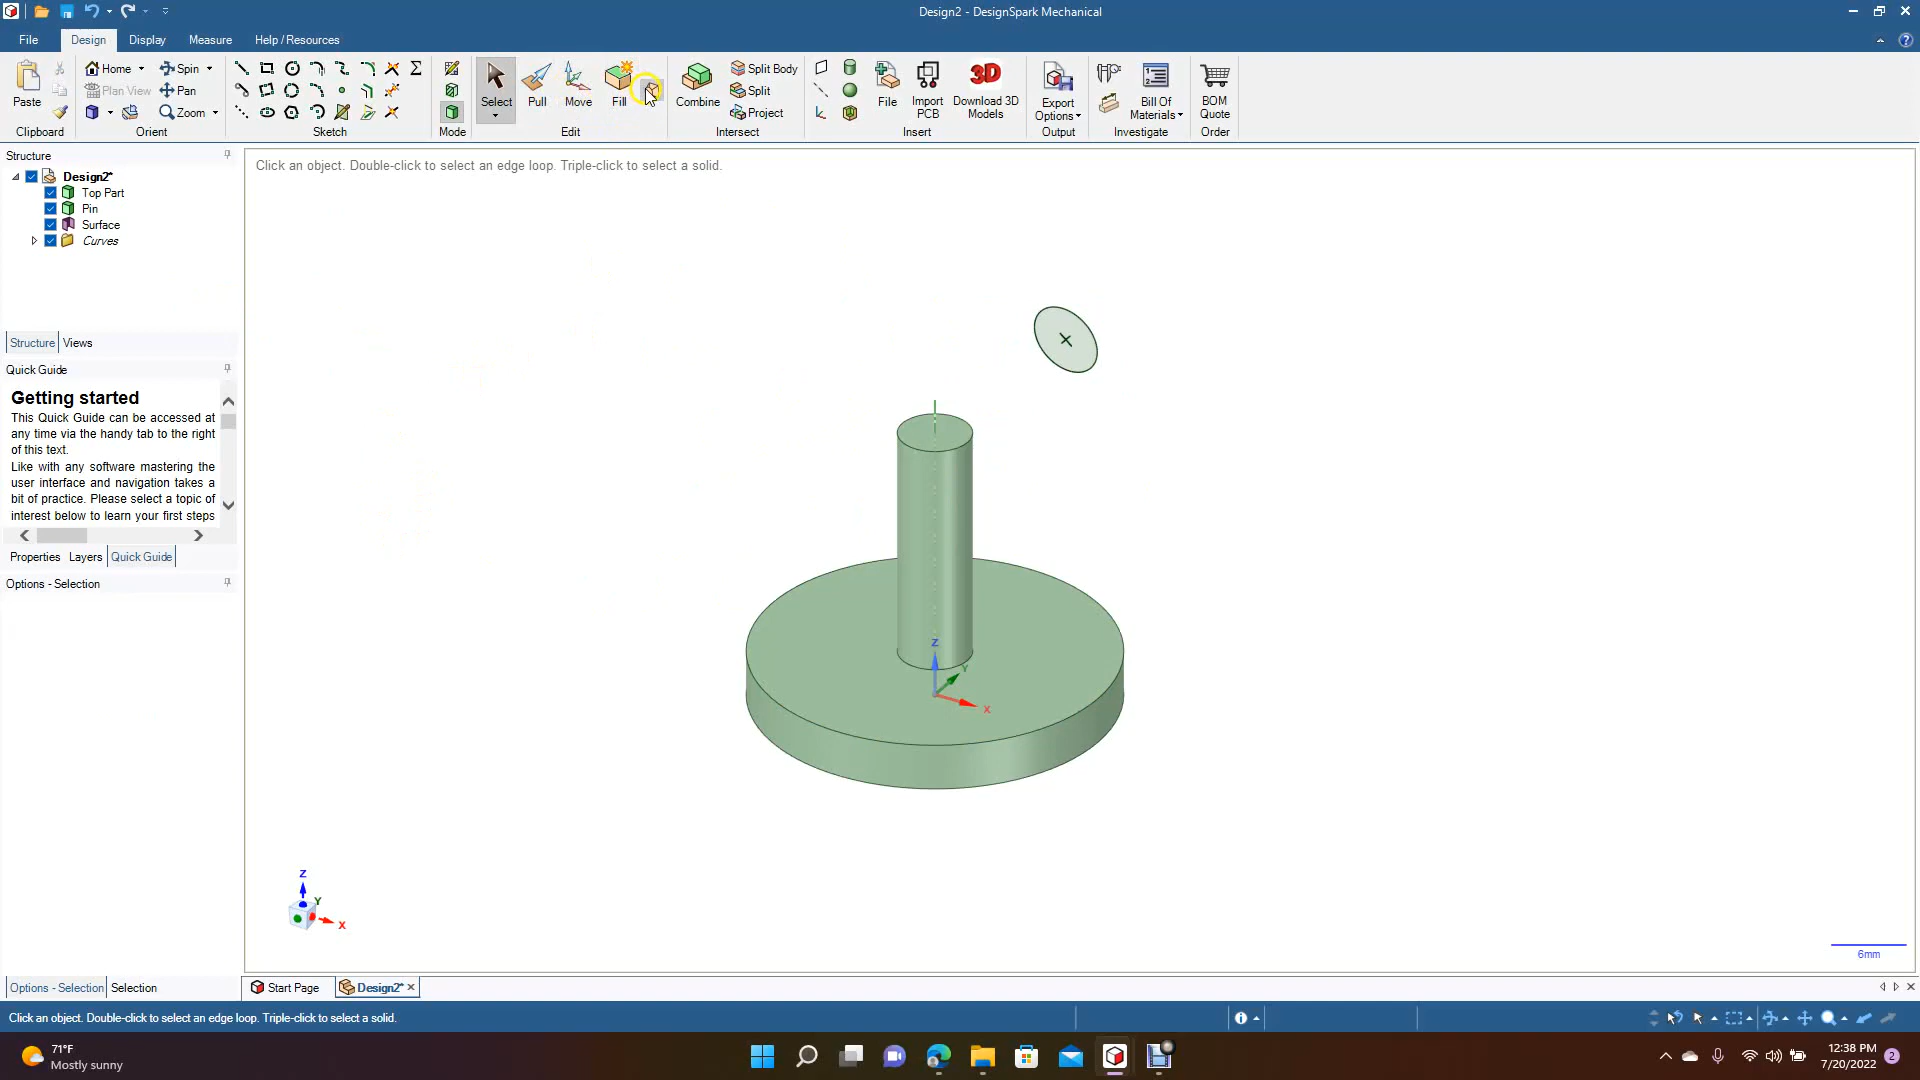 Design2 - DesignSpark Mechanical
File Design Display Measure Help / Resources
Paste
Home Spin
Plan View Pan
Zoom
Select Pull Move Fill
Combine
Split Body
Split
Project
File
Import PCB
Download 3D Models
Export Options
Bill Of Materials
BOM Quote
Clipboard Orient Sketch Mode Edit Intersect Insert Output Investigate Order
Structure
Design2*
Top Part
Pin
Surface
Curves
Structure Views
Quick Guide
Getting started
This Quick Guide can be accessed at
any time via the handy tab to the right
of this text.
Like with any software mastering the
user interface and navigation takes a
bit of practice. Please select a topic of
interest below to learn your first steps
Properties Layers Quick Guide
Options - Selection
Click an object. Double-click to select an edge loop. Triple-click to select a solid.
3D
Z
Y
X
Z
Y
X
6mm
Options - Selection Selection
Start Page Design2*
Click an object. Double-click to select an edge loop. Triple-click to select a solid.
71°F
Mostly sunny
12:38 PM
7/20/2022
2